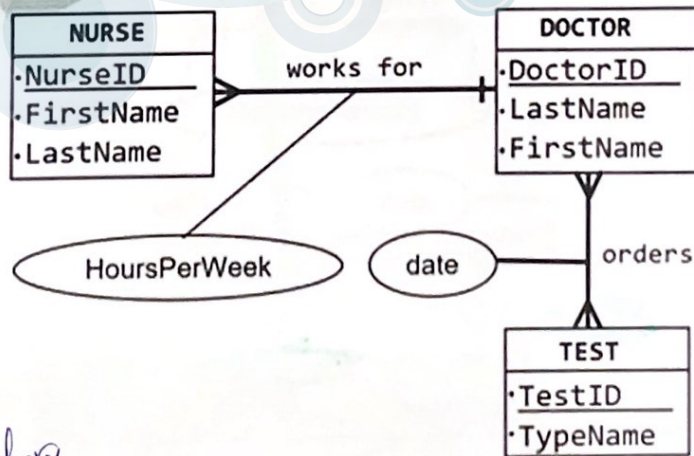 NURSE
·NurseID
·FirstName
·LastName
works for
DOCTOR
·DoctorID
·LastName
·FirstName
HoursPerWeek
date
orders
TEST
·TestID
·TypeName